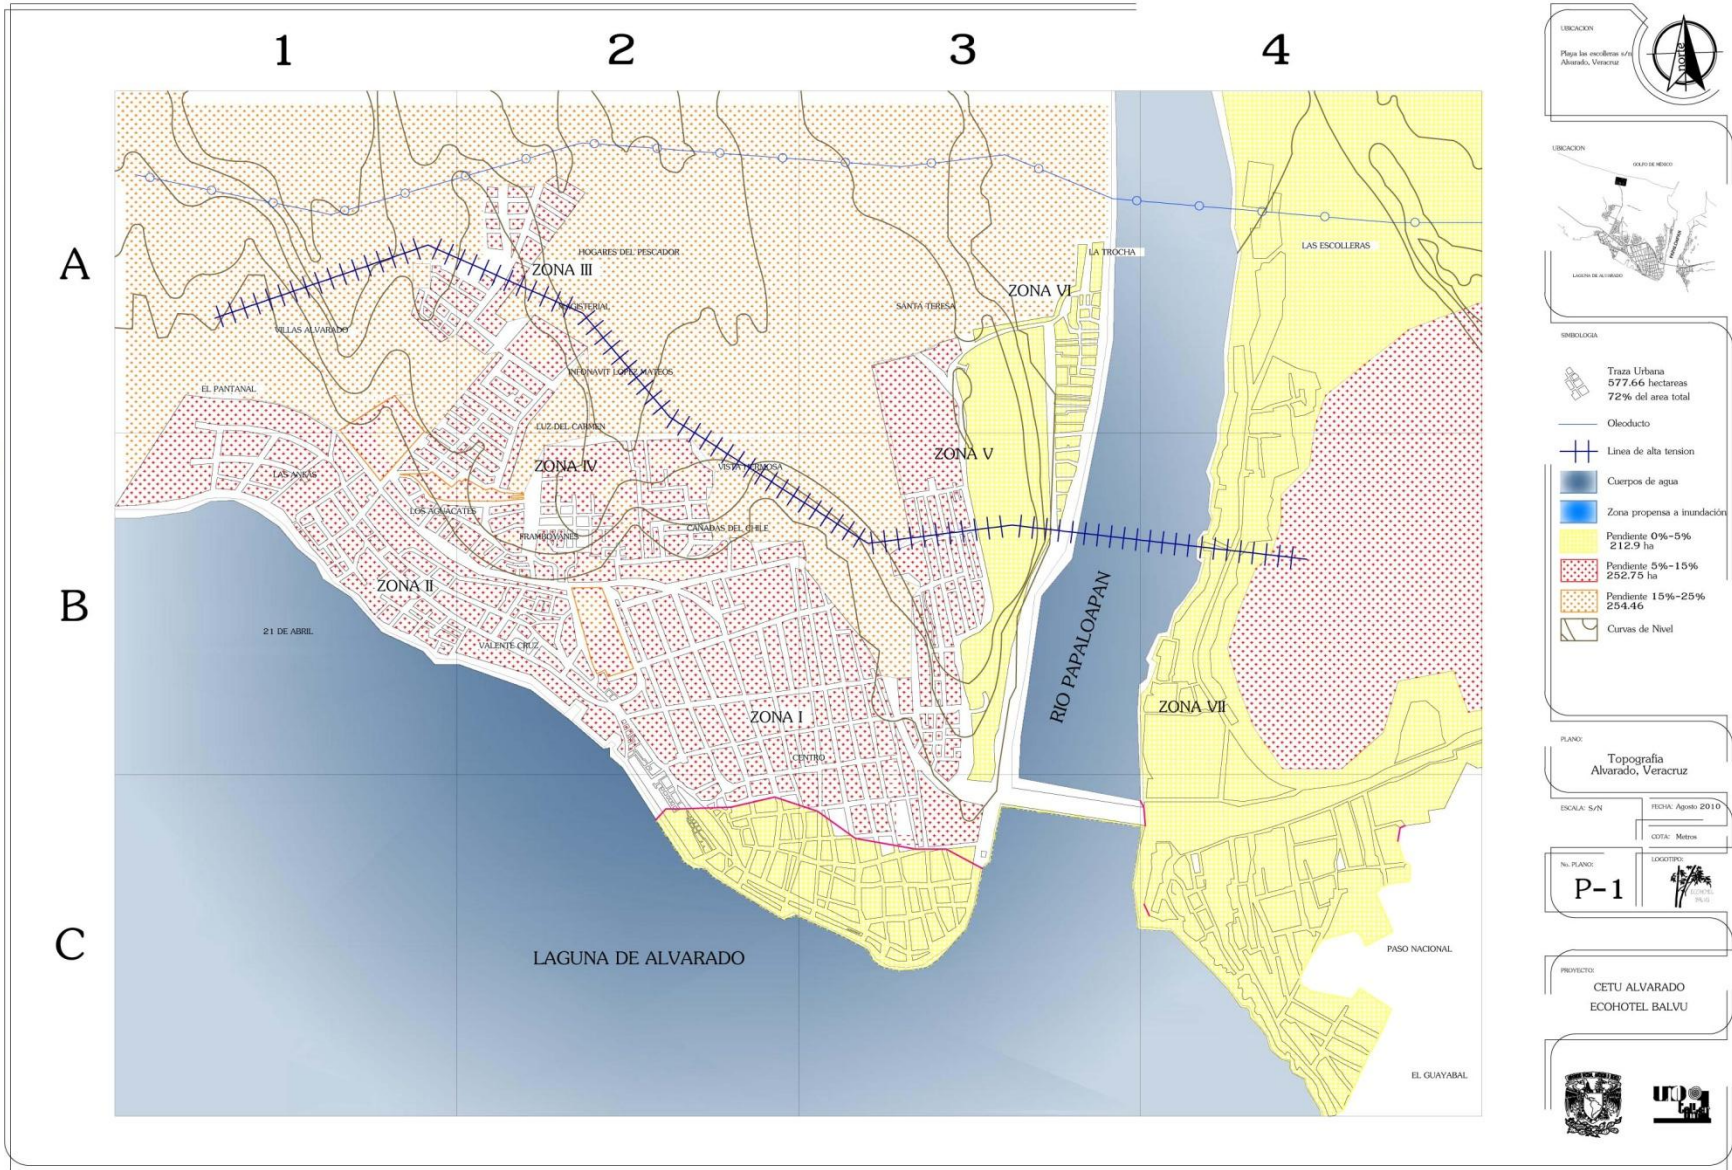 1
2
3
4
A
B
C
HOGARES DEL PESCADOR
ZONA III
MAGISTERIAL
VILLAS ALVARADO
EL PANTANAL
INFONAVIT LOPEZ MATEOS
LUZ DEL CARMEN
LA TROCHA
ZONA VI
SANTA TERESA
LAS ESCOLLERAS
ZONA IV
VISTA HERMOSA
ZONA V
LAS ANIMAS
LOS AGUACATES
FRAMBOYANES
CAÑADAS DEL CHILE
ZONA II
21 DE ABRIL
VALENTE CRUZ
ZONA I
CENTRO
RIO PAPALOAPAN
ZONA VII
LAGUNA DE ALVARADO
PASO NACIONAL
EL GUAYABAL
UBICACION
Playa las escolleras s/n
Alvarado, Veracruz
norte
UBICACION
GOLFO DE MÉXICO
LAGUNA DE ALVARADO
SIMBOLOGIA
Traza Urbana
577.66 hectareas
72% del area total
Oleoducto
Linea de alta tension
Cuerpos de agua
Zona propensa a inundación
Pendiente 0%-5%
212.9 ha
Pendiente 5%-15%
252.75 ha
Pendiente 15%-25%
254.46
Curvas de Nivel
PLANO:
Topografía
Alvarado, Veracruz
ESCALA: S/N
FECHA: Agosto 2010
COTA: Metros
No. PLANO:
P-1
LOGOTIPO:
PROYECTO:
CETU ALVARADO
ECOHOTEL BALVU